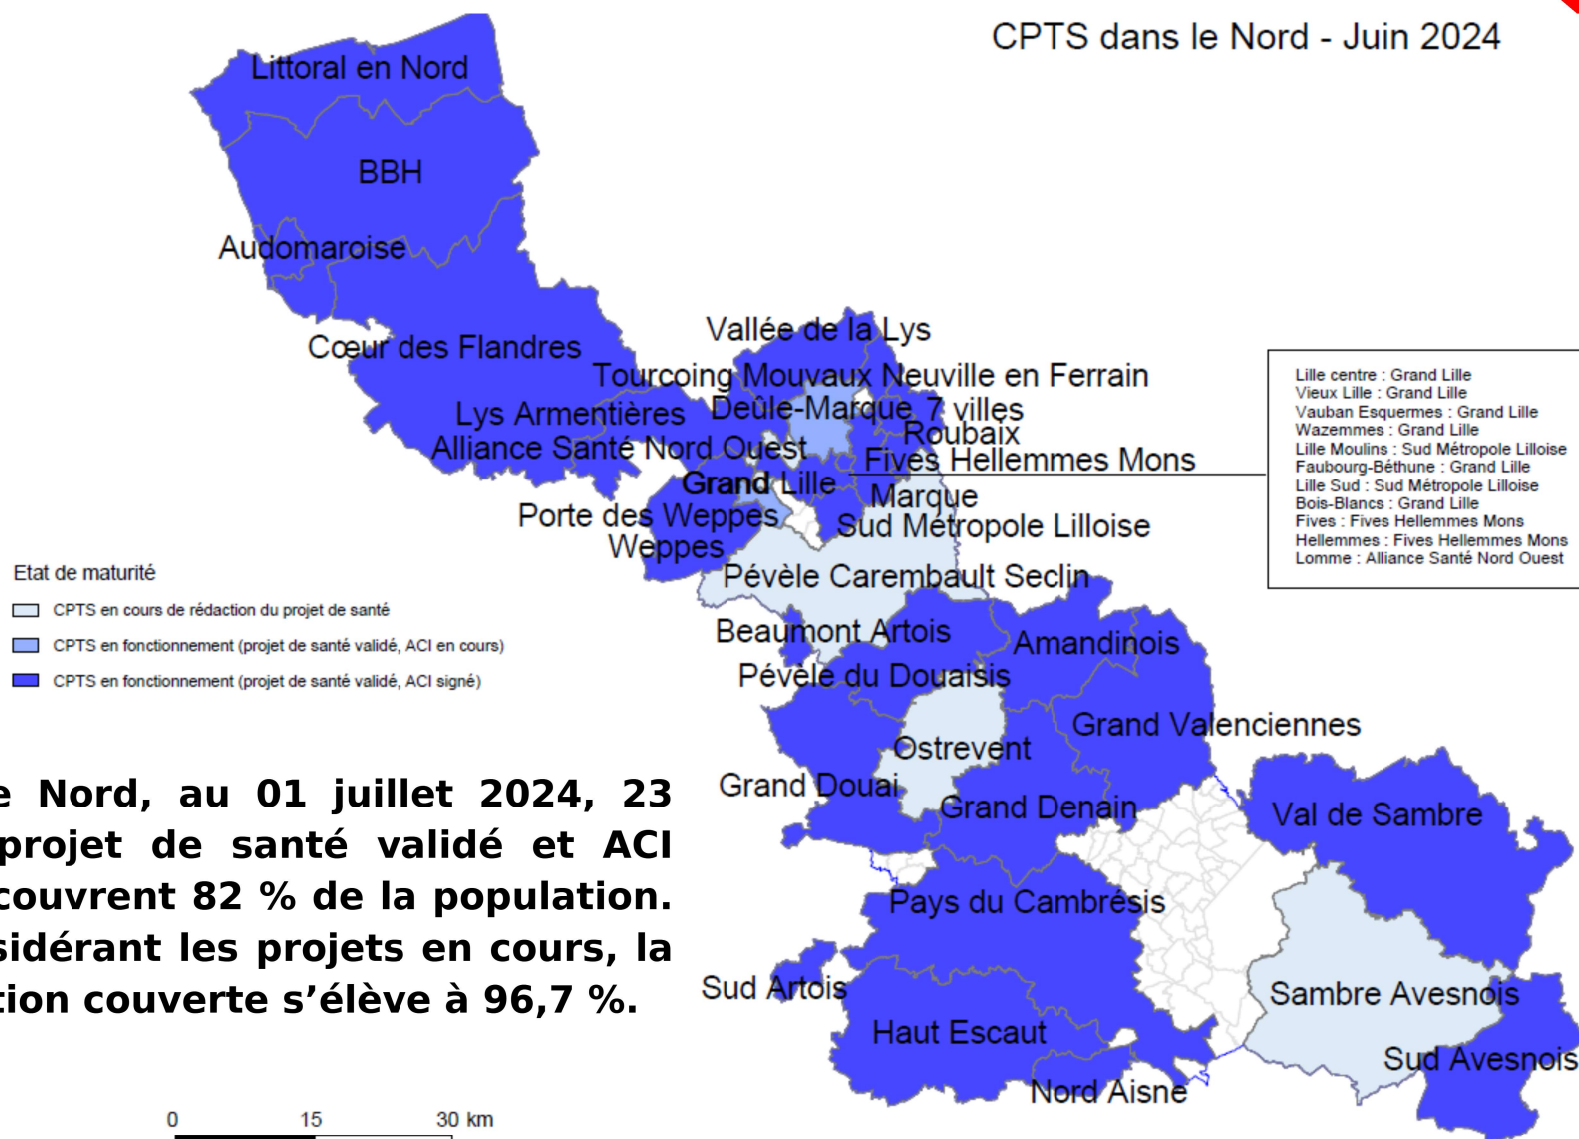 CPTS dans le Nord - Juin 2024
Littoral en Nord
BBH
Audomaroise
Cœur des Flandres
Vallée de la Lys
Tourcoing Mouvaux Neuville en Ferrain
Lys Armentières
Deûle-Marque 7 villes
Roubaix
Alliance Santé Nord Ouest
Fives Hellemmes Mons
Grand Lille
Marque
Porte des Weppes
Sud Métropole Lilloise
Weppes
Pévèle Carembault Seclin
Beaumont Artois
Amandinois
Pévèle du Douaisis
Grand Valenciennes
Ostrevent
Grand Douai
Grand Denain
Val de Sambre
Pays du Cambrésis
Sud Artois
Sambre Avesnois
Haut Escaut
Sud Avesnois
Nord Aisne
Lille centre : Grand Lille
Vieux Lille : Grand Lille
Vauban Esquermes : Grand Lille
Wazemmes : Grand Lille
Lille Moulins : Sud Métropole Lilloise
Faubourg-Béthune : Grand Lille
Lille Sud : Sud Métropole Lilloise
Bois-Blancs : Grand Lille
Fives : Fives Hellemmes Mons
Hellemmes : Fives Hellemmes Mons
Lomme : Alliance Santé Nord Ouest
Etat de maturité
CPTS en cours de rédaction du projet de santé
CPTS en fonctionnement (projet de santé validé, ACI en cours)
CPTS en fonctionnement (projet de santé validé, ACI signé)
e Nord, au 01 juillet 2024, 23
projet de santé validé et ACI
couvrent 82 % de la population.
sidérant les projets en cours, la
tion couverte s’élève à 96,7 %.
0 15 30 km